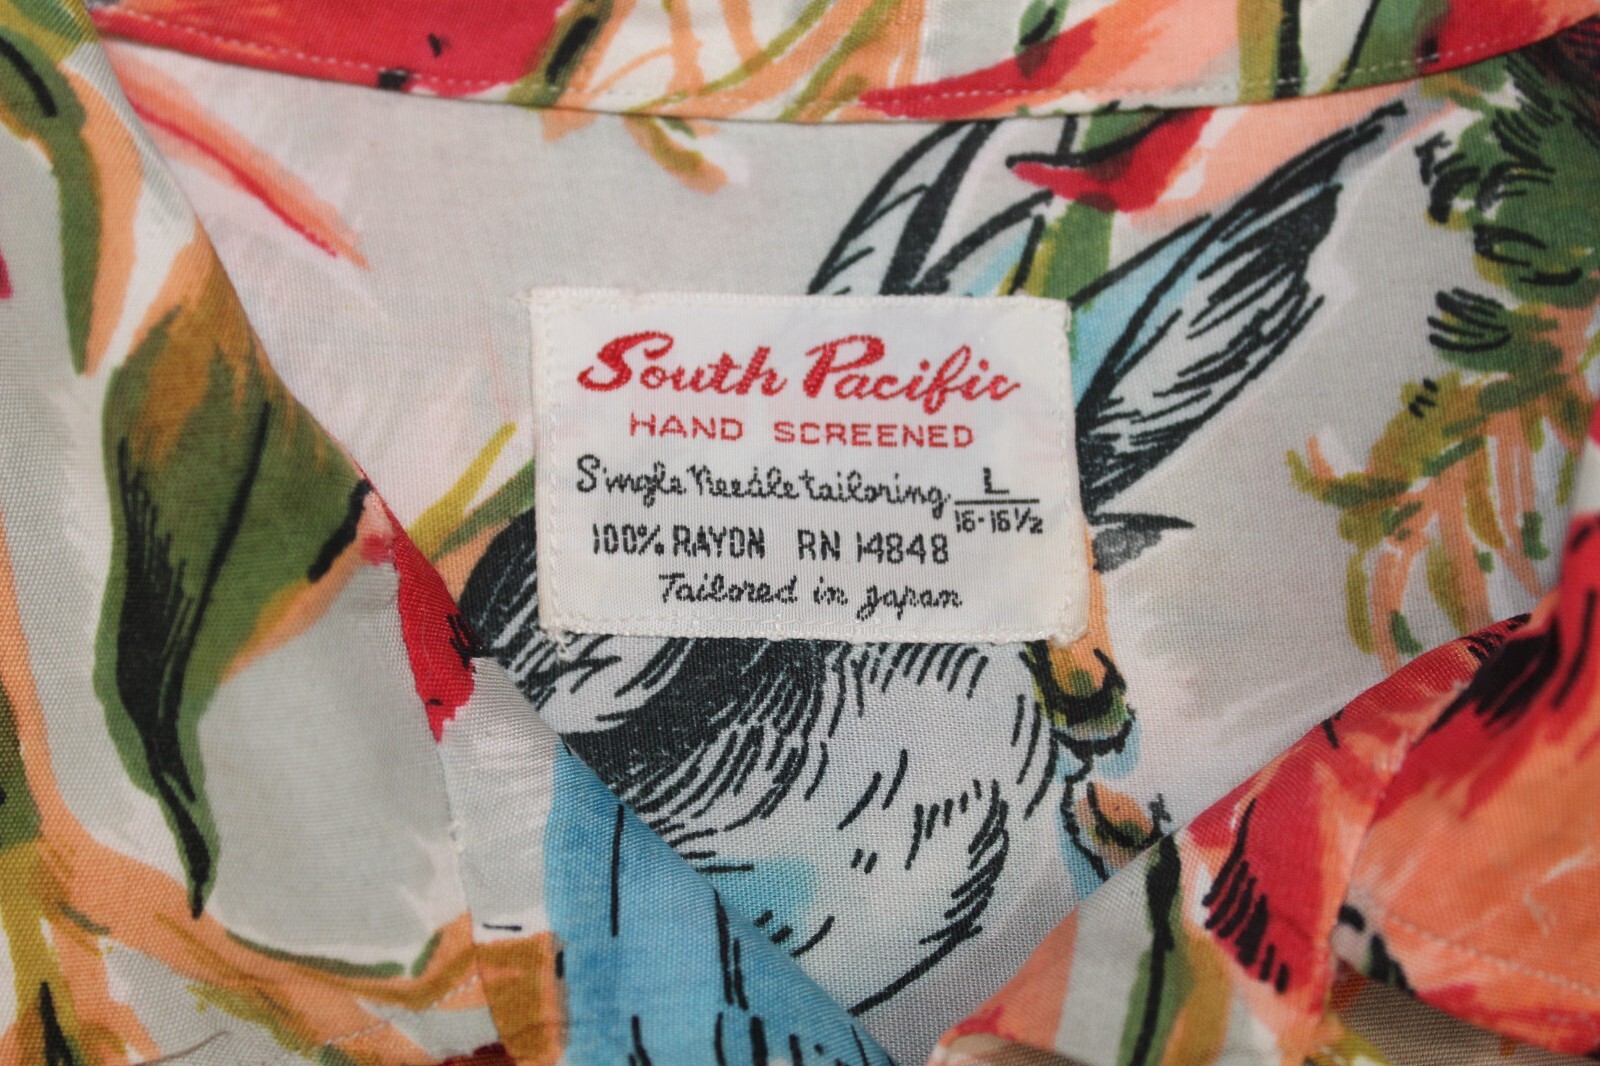 South Pacific
HAND SCREENED
Single needle tailoring L
16-16½
100% RAYON RN 14848
Tailored in japan